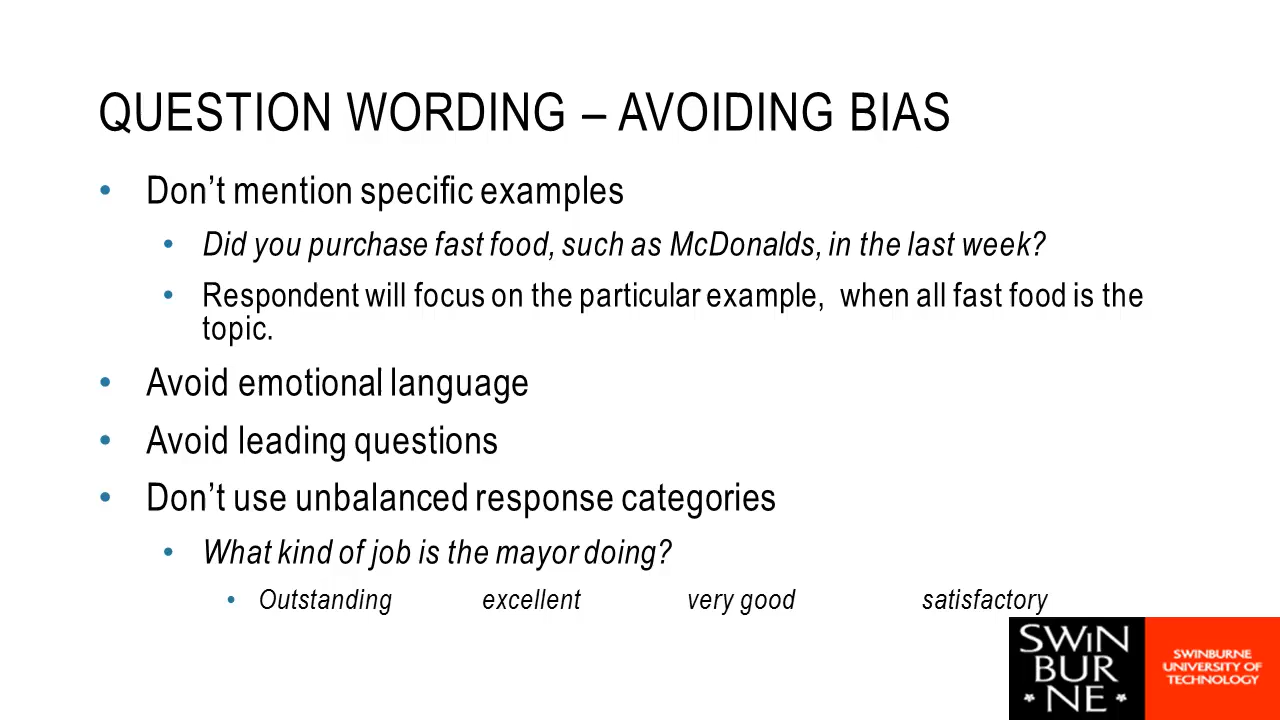 QUESTION WORDING – AVOIDING BIAS
• Don’t mention specific examples
• Did you purchase fast food, such as McDonalds, in the last week?
• Respondent will focus on the particular example, when all fast food is the
topic.
• Avoid emotional language
• Avoid leading questions
• Don’t use unbalanced response categories
• What kind of job is the mayor doing?
• Outstanding excellent very good satisfactory
SWIN
BUR
NE
SWINBURNE
UNIVERSITY OF
TECHNOLOGY